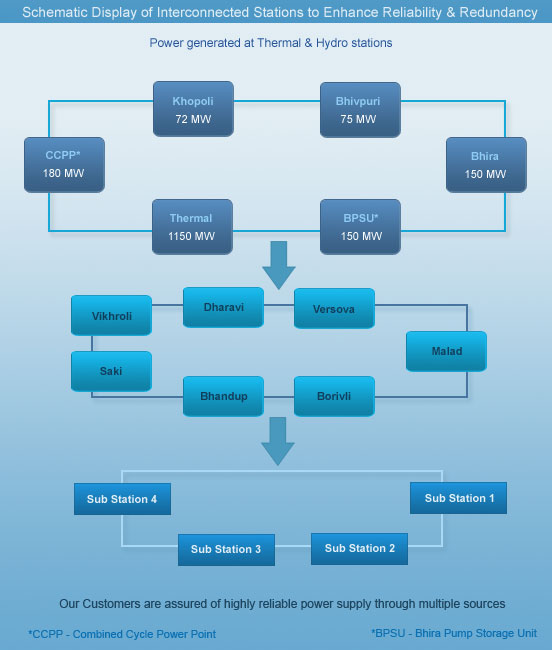 Schematic Display of Interconnected Stations to Enhance Reliability & Redundancy
Power generated at Thermal & Hydro stations
Khopoli
72 MW
Bhivpuri
75 MW
CCPP*
180 MW
Bhira
150 MW
Thermal
1150 MW
BPSU*
150 MW
Vikhroli
Dharavi
Versova
Malad
Saki
Bhandup
Borivli
Sub Station 4
Sub Station 1
Sub Station 3
Sub Station 2
Our Customers are assured of highly reliable power supply through multiple sources
*CCPP - Combined Cycle Power Point
*BPSU - Bhira Pump Storage Unit